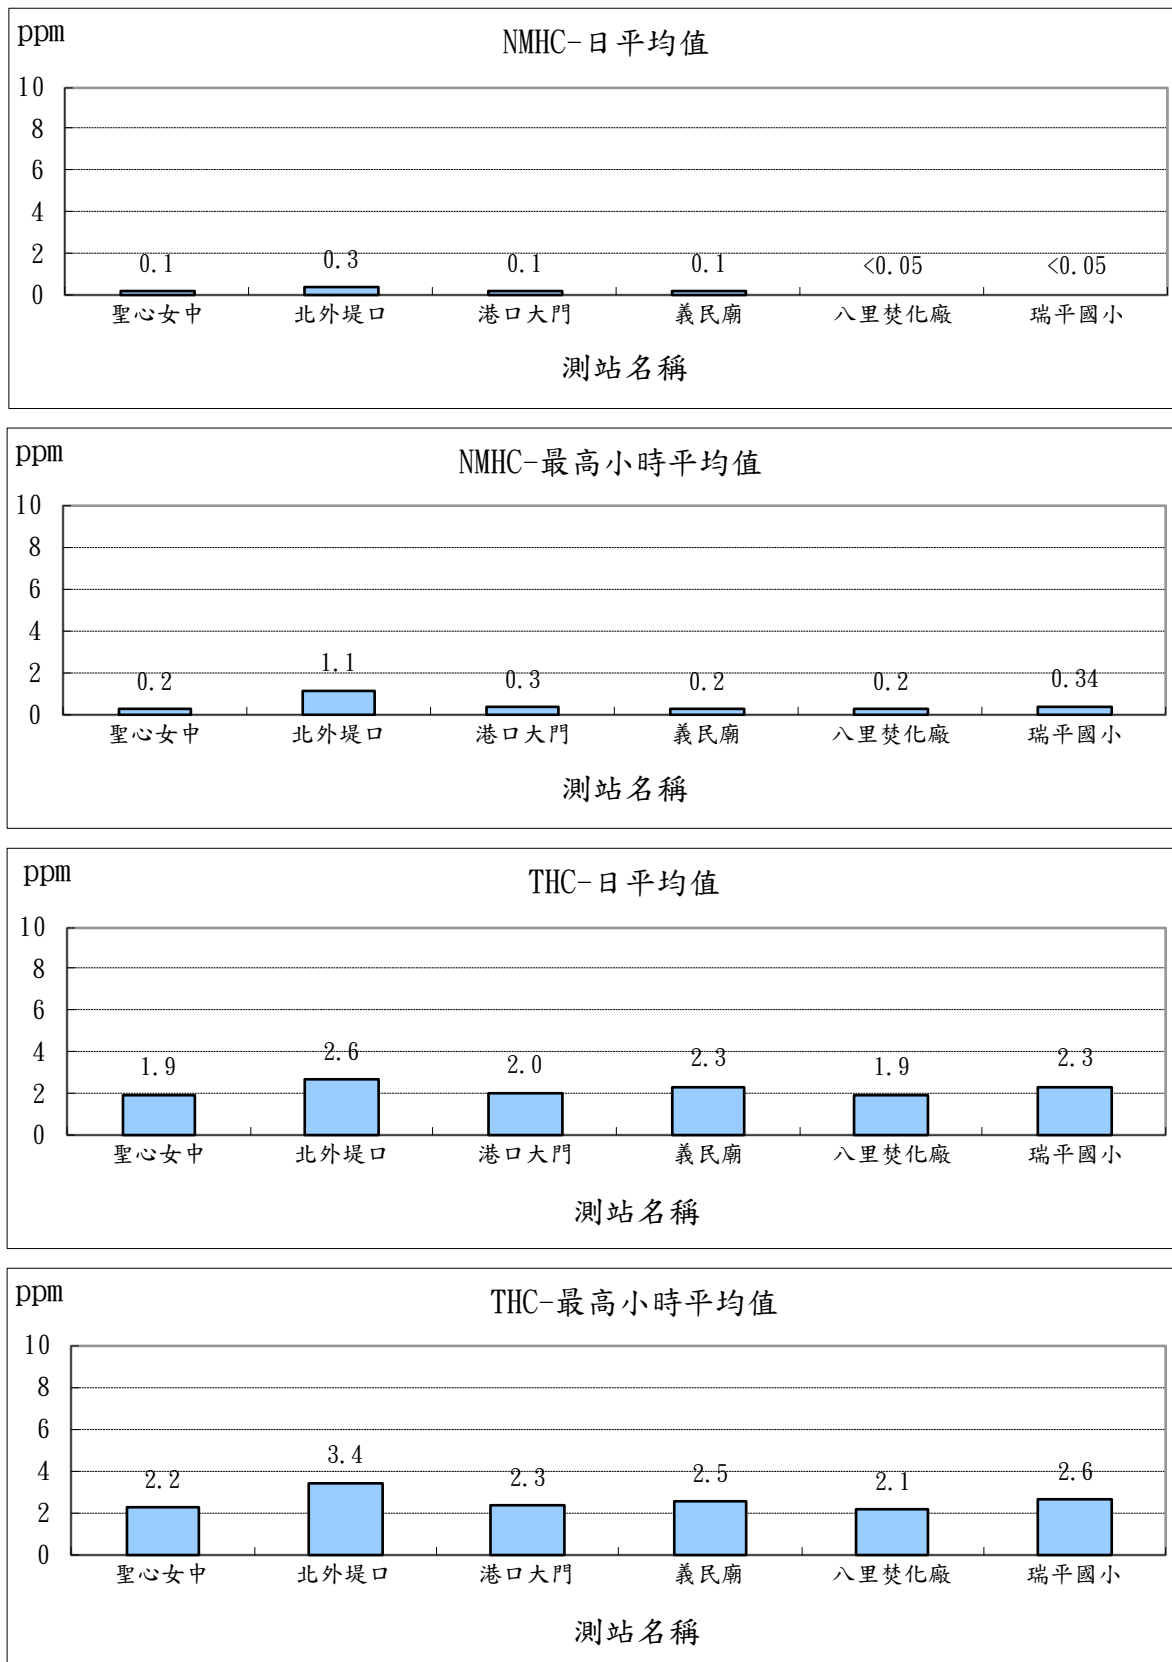 ppm
NMHC-日平均值
10
8
6
4
2
0
0.1 0.3 0.1 0.1 <0.05 <0.05
聖心女中 北外堤口 港口大門 義民廟 八里焚化廠 瑞平國小
測站名稱
ppm
NMHC-最高小時平均值
10
8
6
4
2
0
0.2 1.1 0.3 0.2 0.2 0.34
聖心女中 北外堤口 港口大門 義民廟 八里焚化廠 瑞平國小
測站名稱
ppm
THC-日平均值
10
8
6
4
2
0
1.9 2.6 2.0 2.3 1.9 2.3
聖心女中 北外堤口 港口大門 義民廟 八里焚化廠 瑞平國小
測站名稱
ppm
THC-最高小時平均值
10
8
6
4
2
0
2.2 3.4 2.3 2.5 2.1 2.6
聖心女中 北外堤口 港口大門 義民廟 八里焚化廠 瑞平國小
測站名稱